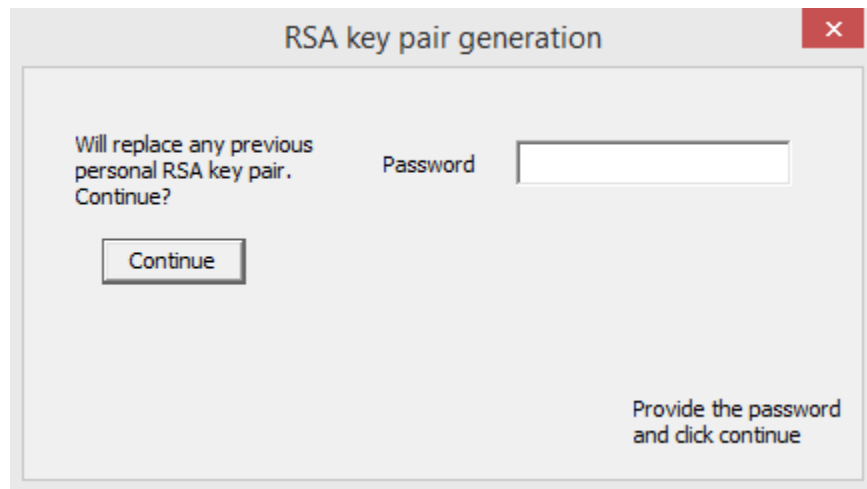 RSA key pair generation
Will replace any previous
personal RSA key pair.
Continue?
Password
Continue
Provide the password
and click continue